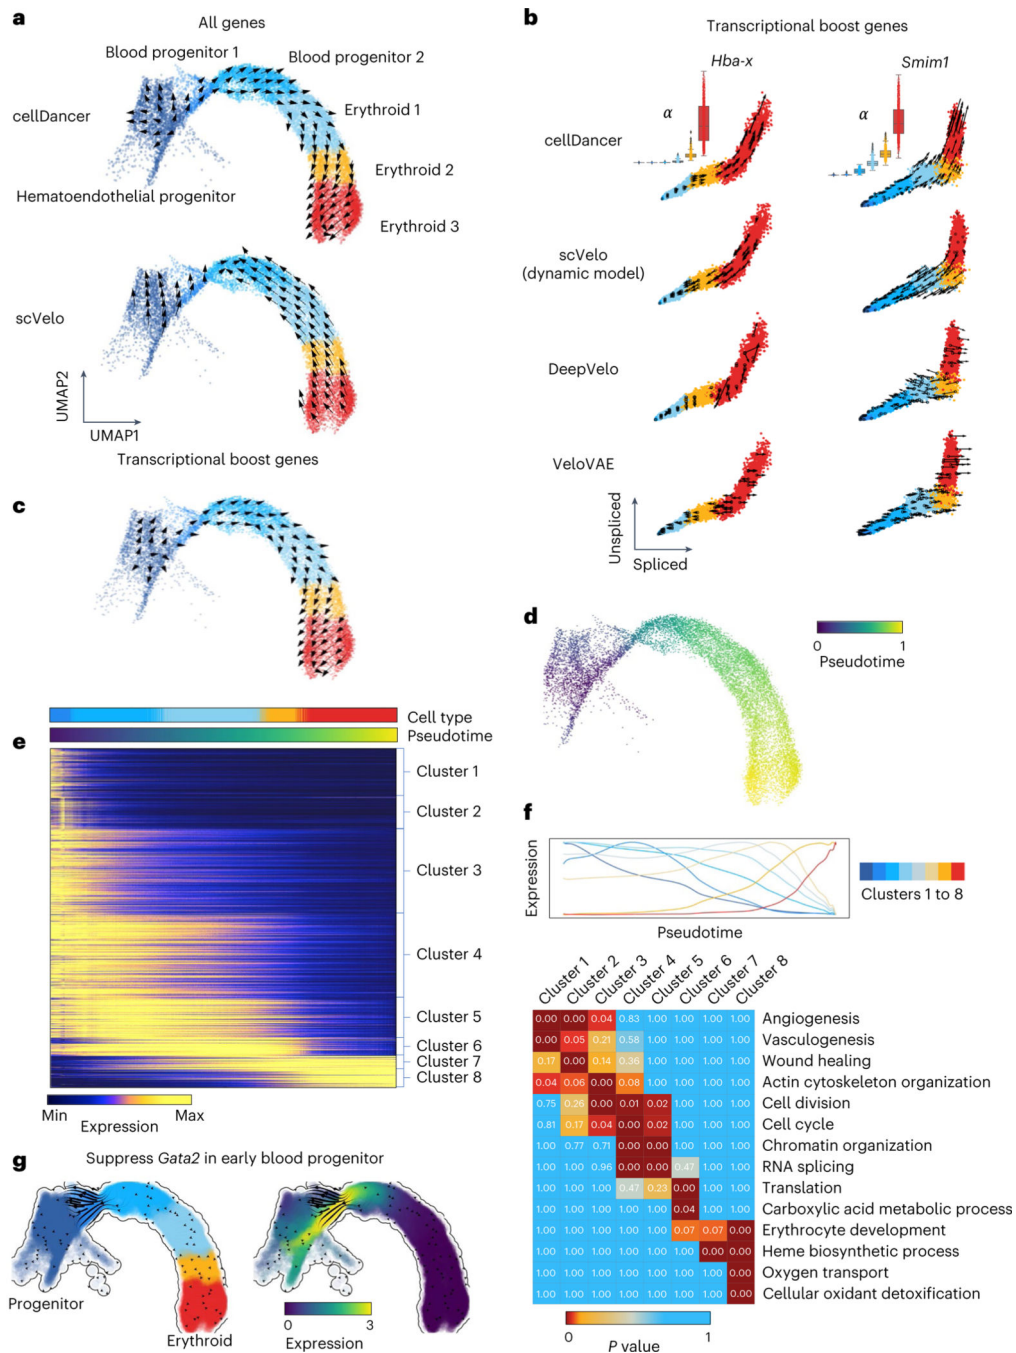 a
All genes
Blood progenitor 1
Blood progenitor 2
cellDancer
Erythroid 1
Erythroid 2
Hematoendothelial progenitor
Erythroid 3
scVelo
UMAP2
UMAP1
b
Transcriptional boost genes
Hba-x
Smim1
α
α
cellDancer
scVelo
(dynamic model)
DeepVelo
VeloVAE
Unspliced
Spliced
Transcriptional boost genes
c
d
0 1
Pseudotime
Cell type
Pseudotime
e
Cluster 1
Cluster 2
Cluster 3
Cluster 4
Cluster 5
Cluster 6
Cluster 7
Cluster 8
Min Max
Expression
f
Expression
Pseudotime
Clusters 1 to 8
Cluster 1
Cluster 2
Cluster 3
Cluster 4
Cluster 5
Cluster 6
Cluster 7
Cluster 8
0.00 0.00 0.04 0.83 1.00 1.00 1.00 1.00 Angiogenesis
0.00 0.05 0.21 0.58 1.00 1.00 1.00 1.00 Vasculogenesis
0.17 0.00 0.14 0.36 1.00 1.00 1.00 1.00 Wound healing
0.04 0.06 0.00 0.08 1.00 1.00 1.00 1.00 Actin cytoskeleton organization
0.75 0.26 0.00 0.01 0.02 1.00 1.00 1.00 Cell division
0.81 0.17 0.04 0.00 0.02 1.00 1.00 1.00 Cell cycle
1.00 0.77 0.71 0.00 0.00 1.00 1.00 1.00 Chromatin organization
1.00 1.00 0.96 0.00 0.00 0.47 1.00 1.00 RNA splicing
1.00 1.00 1.00 0.47 0.23 0.00 1.00 1.00 Translation
1.00 1.00 1.00 1.00 1.00 0.04 1.00 1.00 Carboxylic acid metabolic process
1.00 1.00 1.00 1.00 1.00 0.07 0.07 0.00 Erythrocyte development
1.00 1.00 1.00 1.00 1.00 1.00 0.00 0.00 Heme biosynthetic process
1.00 1.00 1.00 1.00 1.00 1.00 1.00 0.00 Oxygen transport
1.00 1.00 1.00 1.00 1.00 1.00 1.00 0.00 Cellular oxidant detoxification
0 1
P value
g
Suppress Gata2 in early blood progenitor
Progenitor
Erythroid
0 3
Expression